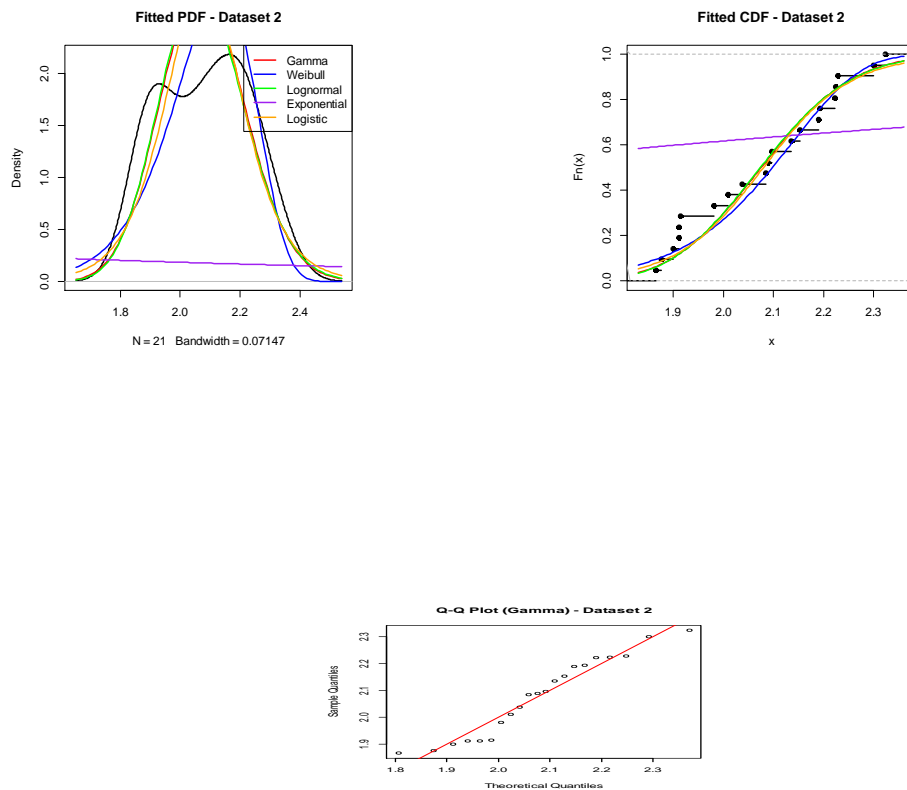 Fitted PDF - Dataset 2
Density
0.0 0.5 1.0 1.5 2.0
Gamma
Weibull
Lognormal
Exponential
Logistic
1.8 2.0 2.2 2.4
N = 21 Bandwidth = 0.07147
Fitted CDF - Dataset 2
Fn(x)
0.0 0.2 0.4 0.6 0.8 1.0
1.9 2.0 2.1 2.2 2.3
x
Q-Q Plot (Gamma) - Dataset 2
Sample Quantiles
1.9 2.0 2.1 2.2 2.3
1.8 1.9 2.0 2.1 2.2 2.3
Theoretical Quantiles